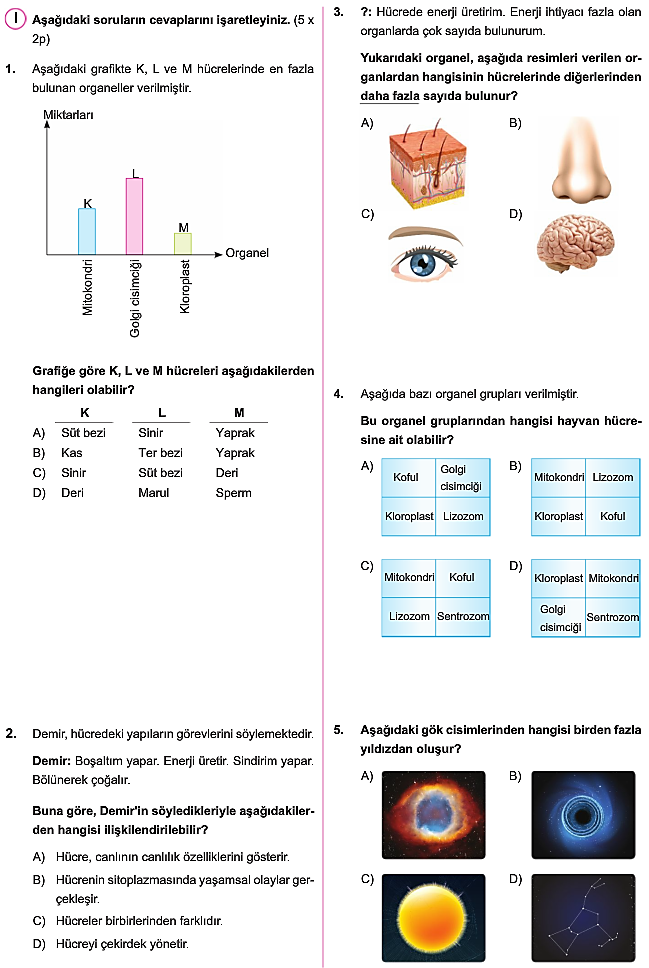 I Aşağıdaki soruların cevaplarını işaretleyiniz. (5 x
2p)
1. Aşağıdaki grafikte K, L ve M hücrelerinde en fazla
bulunan organeller verilmiştir.
Miktarları
K
L
M
Organel
Mitokondri
Golgi cisimciği
Kloroplast
Grafiğe göre K, L ve M hücreleri aşağıdakilerden
hangileri olabilir?
K L M
A) Süt bezi Sinir Yaprak
B) Kas Ter bezi Yaprak
C) Sinir Süt bezi Deri
D) Deri Marul Sperm
2. Demir, hücredeki yapıların görevlerini söylemektedir.
Demir: Boşaltım yapar. Enerji üretir. Sindirim yapar.
Bölünerek çoğalır.
Buna göre, Demir'in söyledikleriyle aşağıdakiler-
den hangisi ilişkilendirilebilir?
A) Hücre, canlının canlılık özelliklerini gösterir.
B) Hücrenin sitoplazmasında yaşamsal olaylar ger-
çekleşir.
C) Hücreler birbirlerinden farklıdır.
D) Hücreyi çekirdek yönetir.
3. ?: Hücrede enerji üretirim. Enerji ihtiyacı fazla olan
organlarda çok sayıda bulunurum.
Yukarıdaki organel, aşağıda resimleri verilen or-
ganlardan hangisinin hücrelerinde diğerlerinden
daha fazla sayıda bulunur?
A) B)
C) D)
4. Aşağıda bazı organel grupları verilmiştir.
Bu organel gruplarından hangisi hayvan hücre-
sine ait olabilir?
A) Koful Golgi
cisimciği
Kloroplast Lizozom
B) Mitokondri Lizozom
Kloroplast Koful
C) Mitokondri Koful
Lizozom Sentrozom
D) Kloroplast Mitokondri
Golgi
cisimciği Sentrozom
5. Aşağıdaki gök cisimlerinden hangisi birden fazla
yıldızdan oluşur?
A) B)
C) D)